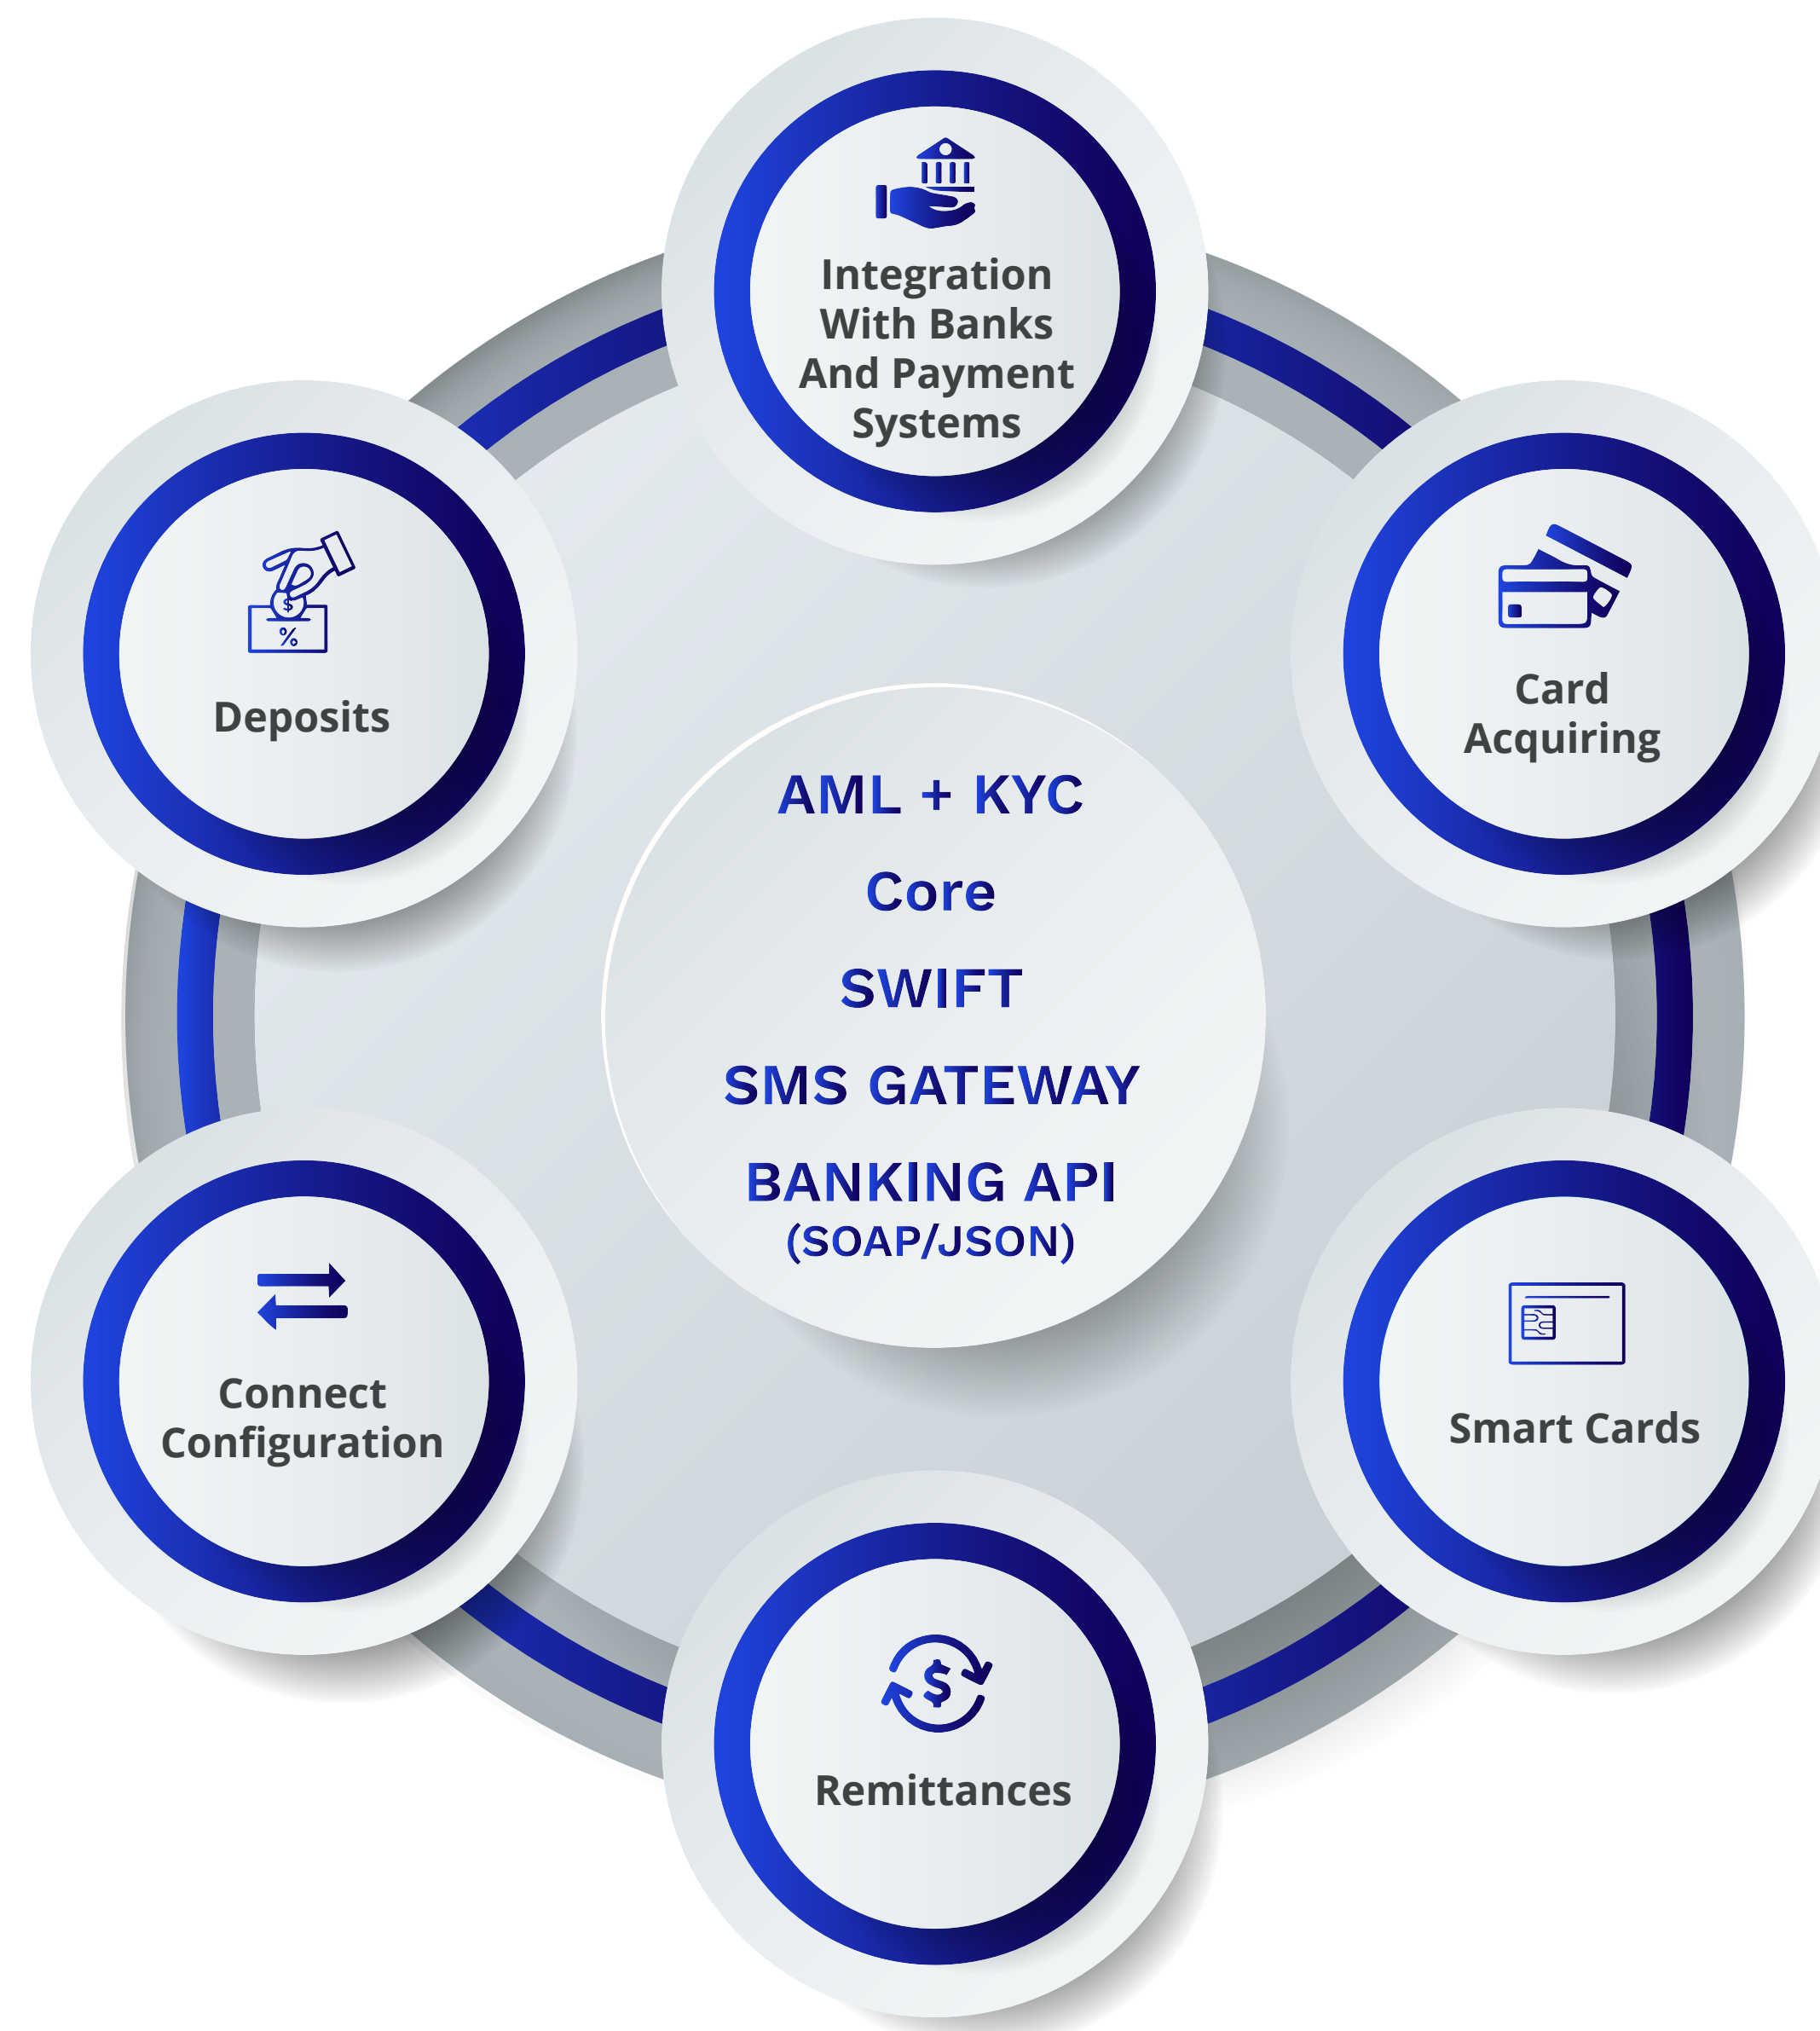 Integration
With Banks
And Payment
Systems
Deposits
$
%
Card
Acquiring
AML + KYC
Core
SWIFT
SMS GATEWAY
BANKING API
(SOAP/JSON)
Connect
Configuration
Smart Cards
$
Remittances